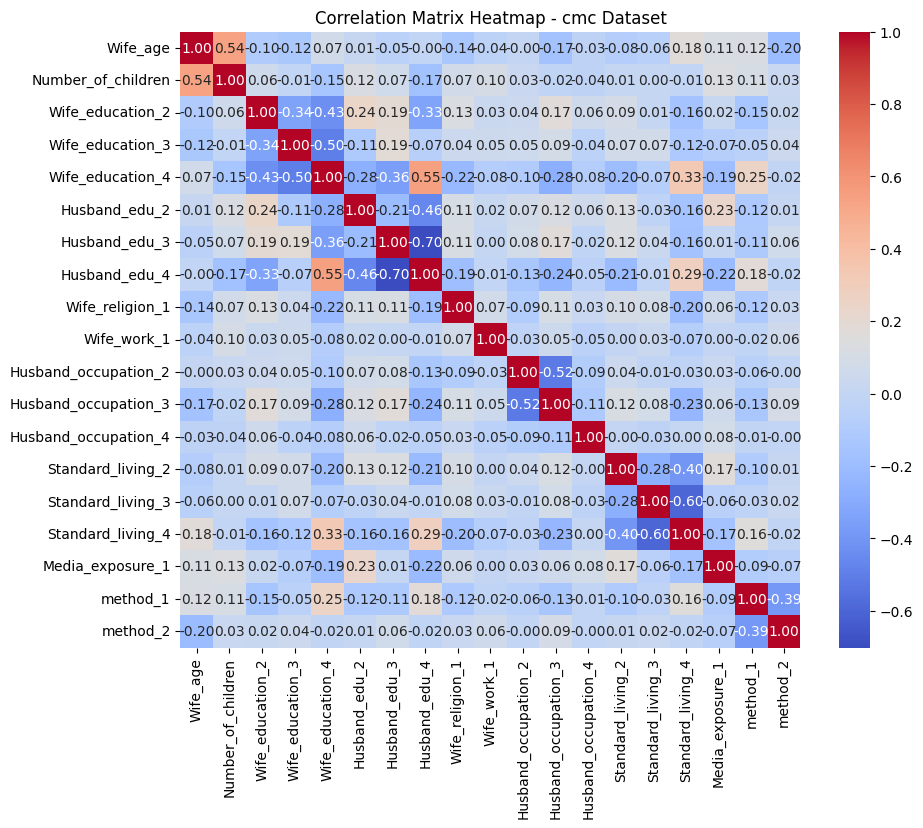 Correlation Matrix Heatmap - cmc Dataset
Wife_age 1.00 0.54 -0.10 -0.12 0.07 0.01 -0.05 -0.00 -0.14 -0.04 -0.00 -0.17 -0.03 -0.08 -0.06 0.18 0.11 0.12 -0.20
Number_of_children 0.54 1.00 0.06 -0.01 -0.15 0.12 0.07 -0.17 0.07 0.10 0.03 -0.02 -0.04 0.01 0.00 -0.01 0.13 0.11 0.03
Wife_education_2 -0.10 0.06 1.00 -0.34 -0.43 0.24 0.19 -0.33 0.13 0.03 0.04 0.17 0.06 0.09 0.01 -0.16 0.02 -0.15 0.02
Wife_education_3 -0.12 -0.01 -0.34 1.00 -0.50 -0.11 0.19 -0.07 0.04 0.05 0.05 0.09 -0.04 0.07 0.07 -0.12 -0.07 -0.05 0.04
Wife_education_4 0.07 -0.15 -0.43 -0.50 1.00 -0.28 -0.36 0.55 -0.22 -0.08 -0.10 -0.28 -0.08 -0.20 -0.07 0.33 -0.19 0.25 -0.02
Husband_edu_2 0.01 0.12 0.24 -0.11 -0.28 1.00 -0.21 -0.46 0.11 0.02 0.07 0.12 0.06 0.13 -0.03 -0.16 0.23 -0.12 0.01
Husband_edu_3 -0.05 0.07 0.19 0.19 -0.36 -0.21 1.00 -0.70 0.11 0.00 0.08 0.17 -0.02 0.12 0.04 -0.16 0.01 -0.11 0.06
Husband_edu_4 -0.00 -0.17 -0.33 -0.07 0.55 -0.46 -0.70 1.00 -0.19 -0.01 -0.13 -0.24 -0.05 -0.21 -0.01 0.29 -0.22 0.18 -0.02
Wife_religion_1 -0.14 0.07 0.13 0.04 -0.22 0.11 0.11 -0.19 1.00 0.07 -0.09 0.11 0.03 0.10 0.08 -0.20 0.06 -0.12 0.03
Wife_work_1 -0.04 0.10 0.03 0.05 -0.08 0.02 0.00 -0.01 0.07 1.00 -0.03 0.05 -0.05 0.00 0.03 -0.07 0.00 -0.02 0.06
Husband_occupation_2 -0.00 0.03 0.04 0.05 -0.10 0.07 0.08 -0.13 -0.09 -0.03 1.00 -0.52 -0.09 0.04 -0.01 -0.03 0.03 -0.06 -0.00
Husband_occupation_3 -0.17 -0.02 0.17 0.09 -0.28 0.12 0.17 -0.24 0.11 0.05 -0.52 1.00 -0.11 0.12 0.08 -0.23 0.06 -0.13 0.09
Husband_occupation_4 -0.03 -0.04 0.06 -0.04 -0.08 0.06 -0.02 -0.05 0.03 -0.05 -0.09 -0.11 1.00 -0.00 -0.03 0.00 0.08 -0.01 -0.00
Standard_living_2 -0.08 0.01 0.09 0.07 -0.20 0.13 0.12 -0.21 0.10 0.00 0.04 0.12 -0.00 1.00 -0.28 -0.40 0.17 -0.10 0.01
Standard_living_3 -0.06 0.00 0.01 0.07 -0.07 -0.03 0.04 -0.01 0.08 0.03 -0.01 0.08 -0.03 -0.28 1.00 -0.60 -0.06 -0.03 0.02
Standard_living_4 0.18 -0.01 -0.16 -0.12 0.33 -0.16 -0.16 0.29 -0.20 -0.07 -0.03 -0.23 0.00 -0.40 -0.60 1.00 -0.17 0.16 -0.02
Media_exposure_1 0.11 0.13 0.02 -0.07 -0.19 0.23 0.01 -0.22 0.06 0.00 0.03 0.06 0.08 0.17 -0.06 -0.17 1.00 -0.09 -0.07
method_1 0.12 0.11 -0.15 -0.05 0.25 -0.12 -0.11 0.18 -0.12 -0.02 -0.06 -0.13 -0.01 -0.10 -0.03 0.16 -0.09 1.00 -0.39
method_2 -0.20 0.03 0.02 0.04 -0.02 0.01 0.06 -0.02 0.03 0.06 -0.00 0.09 -0.00 0.01 0.02 -0.02 -0.07 -0.39 1.00
Wife_age
Number_of_children
Wife_education_2
Wife_education_3
Wife_education_4
Husband_edu_2
Husband_edu_3
Husband_edu_4
Wife_religion_1
Wife_work_1
Husband_occupation_2
Husband_occupation_3
Husband_occupation_4
Standard_living_2
Standard_living_3
Standard_living_4
Media_exposure_1
method_1
method_2
1.0
0.8
0.6
0.4
0.2
0.0
−0.2
−0.4
−0.6